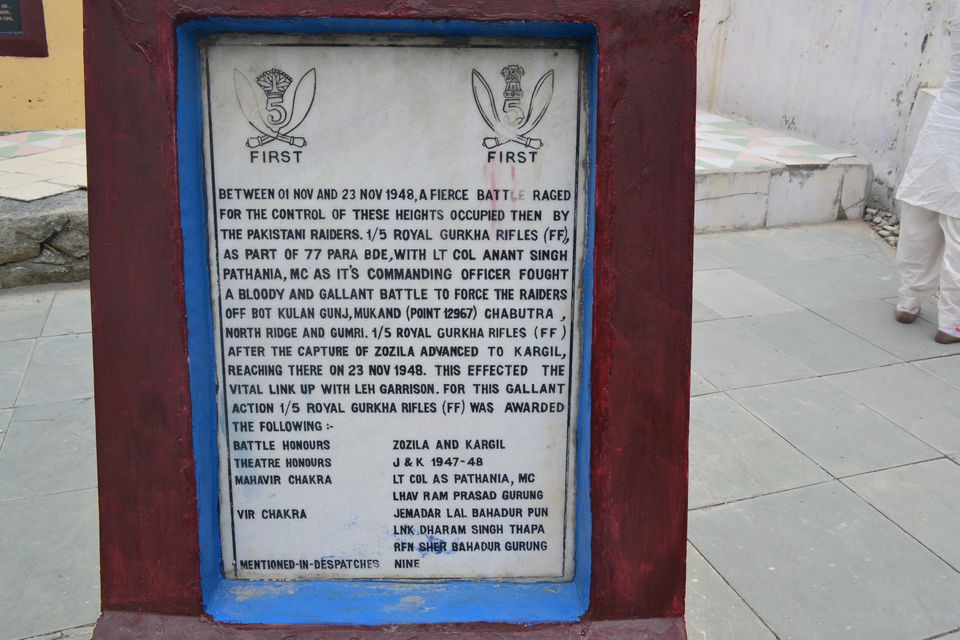 5 5
FIRST FIRST
BETWEEN 01 NOV AND 23 NOV 1948, A FIERCE BATTLE RAGED
FOR THE CONTROL OF THESE HEIGHTS OCCUPIED THEN BY
THE PAKISTANI RAIDERS. 1/5 ROYAL GURKHA RIFLES (FF),
AS PART OF 77 PARA BDE, WITH LT COL ANANT SINGH
PATHANIA, MC AS IT'S COMMANDING OFFICER FOUGHT
A BLOODY AND GALLANT BATTLE TO FORCE THE RAIDERS
OFF BOT KULAN GUNJ, MUKAND (POINT 12967) CHABUTRA ,
NORTH RIDGE AND GUMRI. 1/5 ROYAL GURKHA RIFLES (FF)
AFTER THE CAPTURE OF ZOZILA ADVANCED TO KARGIL,
REACHING THERE ON 23 NOV 1948. THIS EFFECTED THE
VITAL LINK UP WITH LEH GARRISON. FOR THIS GALLANT
ACTION 1/5 ROYAL GURKHA RIFLES (FF) WAS AWARDED
THE FOLLOWING :-
BATTLE HONOURS ZOZILA AND KARGIL
THEATRE HONOURS J & K 1947-48
MAHAVIR CHAKRA LT COL AS PATHANIA, MC
LHAV RAM PRASAD GURUNG
VIR CHAKRA JEMADAR LAL BAHADUR PUN
LNK DHARAM SINGH THAPA
RFN SHER BAHADUR GURUNG
MENTIONED-IN-DESPATCHES NINE